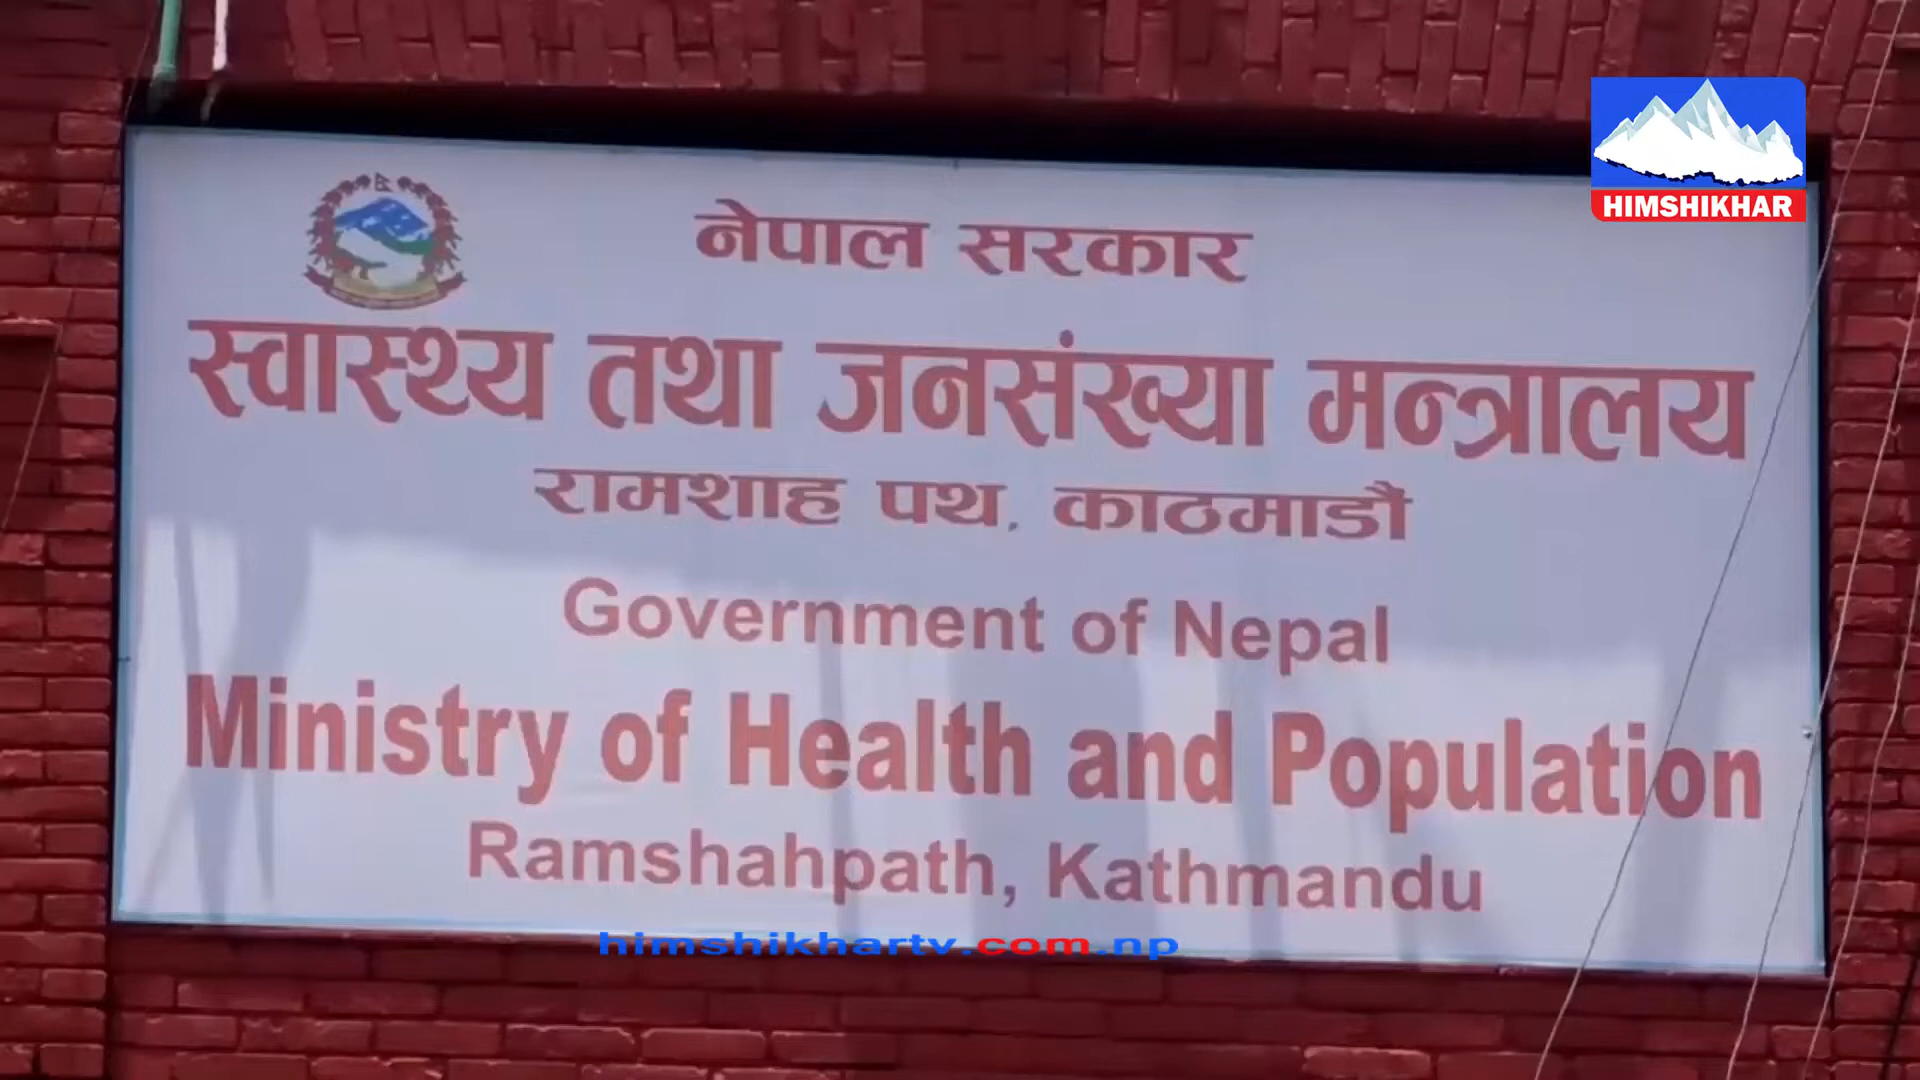 HIMSHIKHAR
नेपाल सरकार
स्वास्थ्य तथा जनसंख्या मन्त्रालय
रामशाह पथ, काठमाडौं
Government of Nepal
Ministry of Health and Population
Ramshahpath, Kathmandu
himshikhartv.com.np